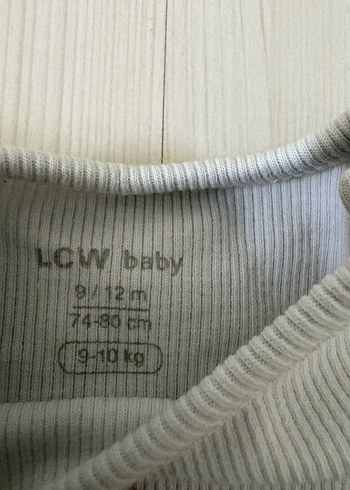 LCW baby
9 / 12 m
74-80 cm
9-10 kg